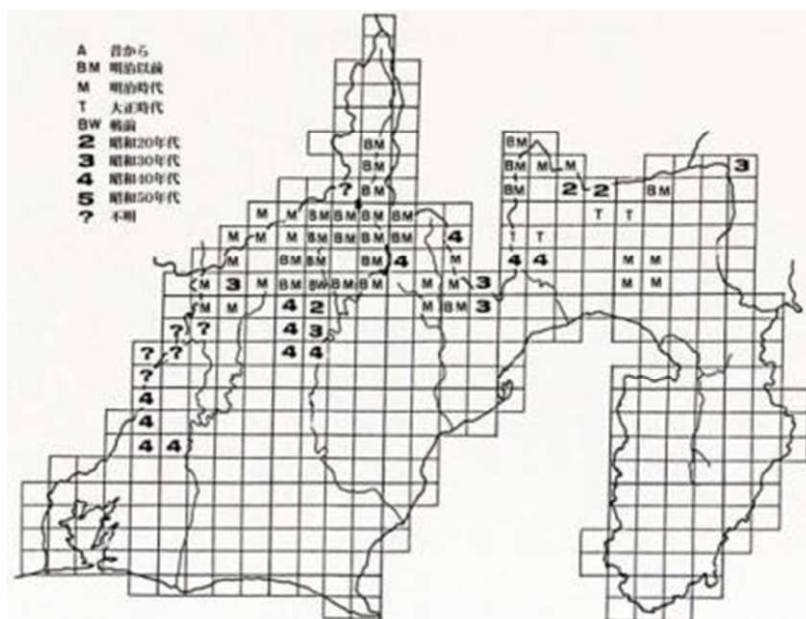 A 昔から
BM 明治以前
M 明治時代
T 大正時代
BW 戦前
2 昭和20年代
3 昭和30年代
4 昭和40年代
5 昭和50年代
? 不明
BM BM
BM BM M M 3
? BM BM 2 2 BM
M M BM BM BM BM T T
M M M BM BM BM BM 4 T T
M BM BM BM 4 M 4 4 M M
M 3 M BM BW BM BM M M 3 M M
M M 4 2 M BM 3
? ? 4 3
? ? 4 4
?
4
4
4 4